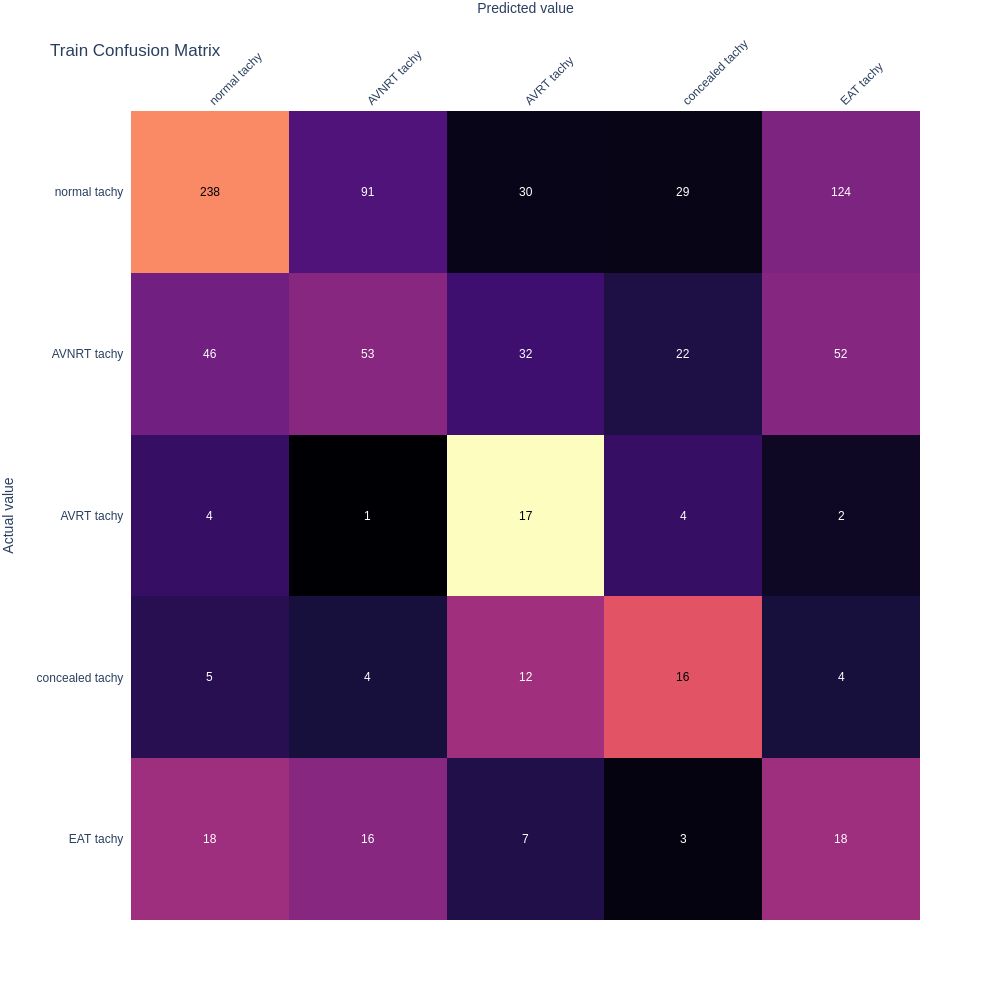 Predicted value
Train Confusion Matrix
normal tachy
AVNRT tachy
AVRT tachy
concealed tachy
EAT tachy
normal tachy 238 91 30 29 124
AVNRT tachy 46 53 32 22 52
AVRT tachy 4 1 17 4 2
concealed tachy 5 4 12 16 4
EAT tachy 18 16 7 3 18
Actual value